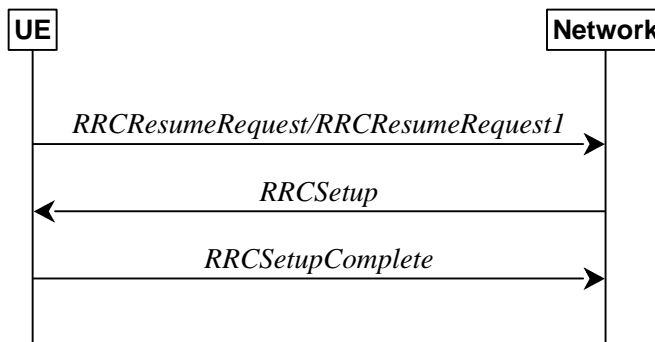 UE Network
RRCResumeRequest/RRCResumeRequest1
RRCSetup
RRCSetupComplete